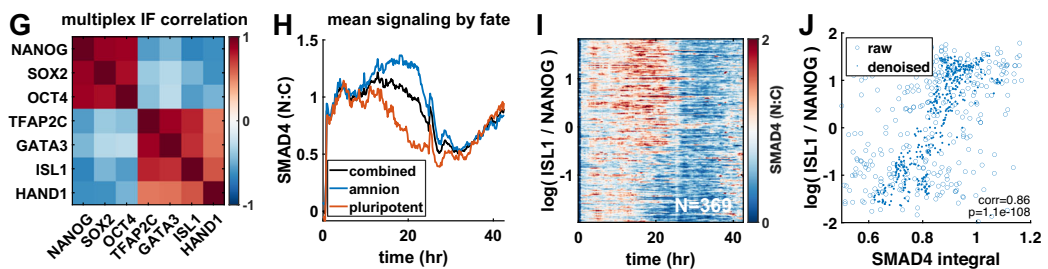 G
multiplex IF correlation
NANOG
SOX2
OCT4
TFAP2C
GATA3
ISL1
HAND1
NANOG
SOX2
OCT4
TFAP2C
GATA3
ISL1
HAND1
1
0
-1
H
mean signaling by fate
SMAD4 (N:C)
1.5
1.0
0.5
0
0
20
40
time (hr)
combined
amnion
pluripotent
I
log( ISL1 / NANOG )
1
0
-1
0
20
40
time (hr)
N=369
2
0
SMAD4 (N:C)
J
raw
denoised
log( ISL1 / NANOG )
2
1
0
-1
-2
0.6
0.8
1
1.2
SMAD4 integral
corr=0.86
p=1.1e-108